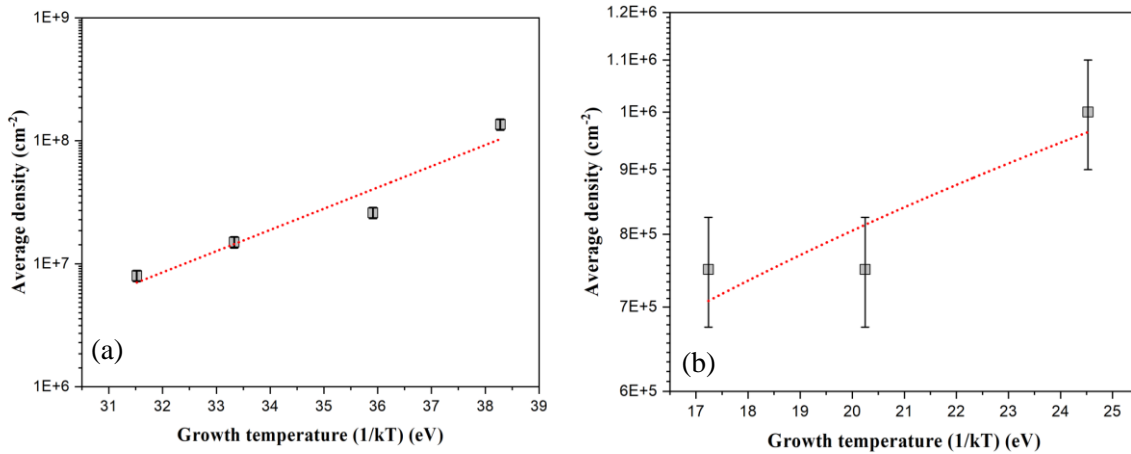 1E+9
1E+8
1E+7
1E+6
Average density (cm-2)
(a)
31 32 33 34 35 36 37 38 39
Growth temperature (1/kT) (eV)
1.2E+6
1.1E+6
1E+6
9E+5
8E+5
7E+5
6E+5
Average density (cm-2)
(b)
17 18 19 20 21 22 23 24 25
Growth temperature (1/kT) (eV)